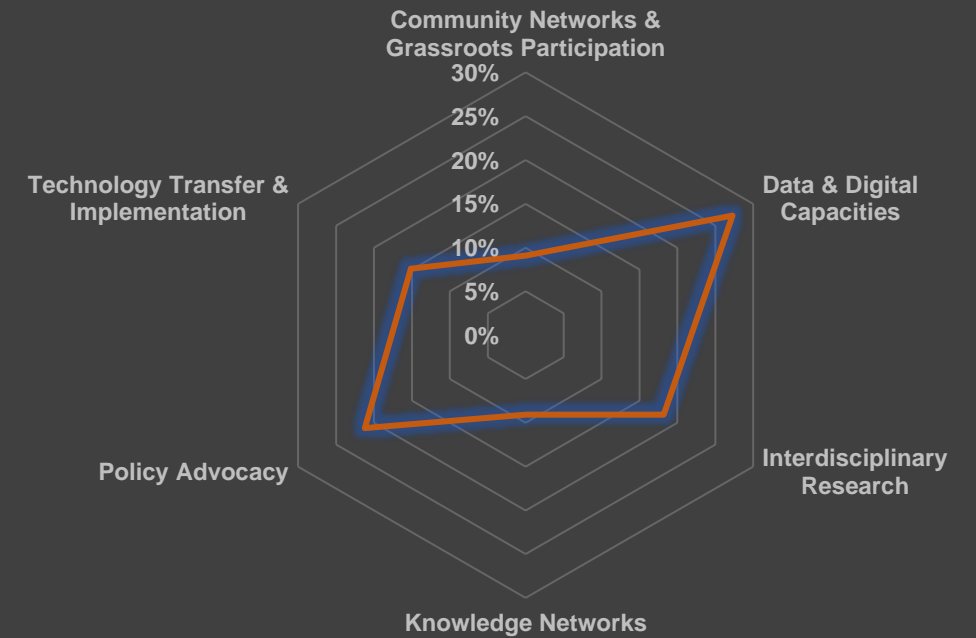 Community Networks &
Grassroots Participation
30%
25%
20%
15%
10%
5%
0%
Data & Digital
Capacities
Interdisciplinary
Research
Knowledge Networks
Policy Advocacy
Technology Transfer &
Implementation